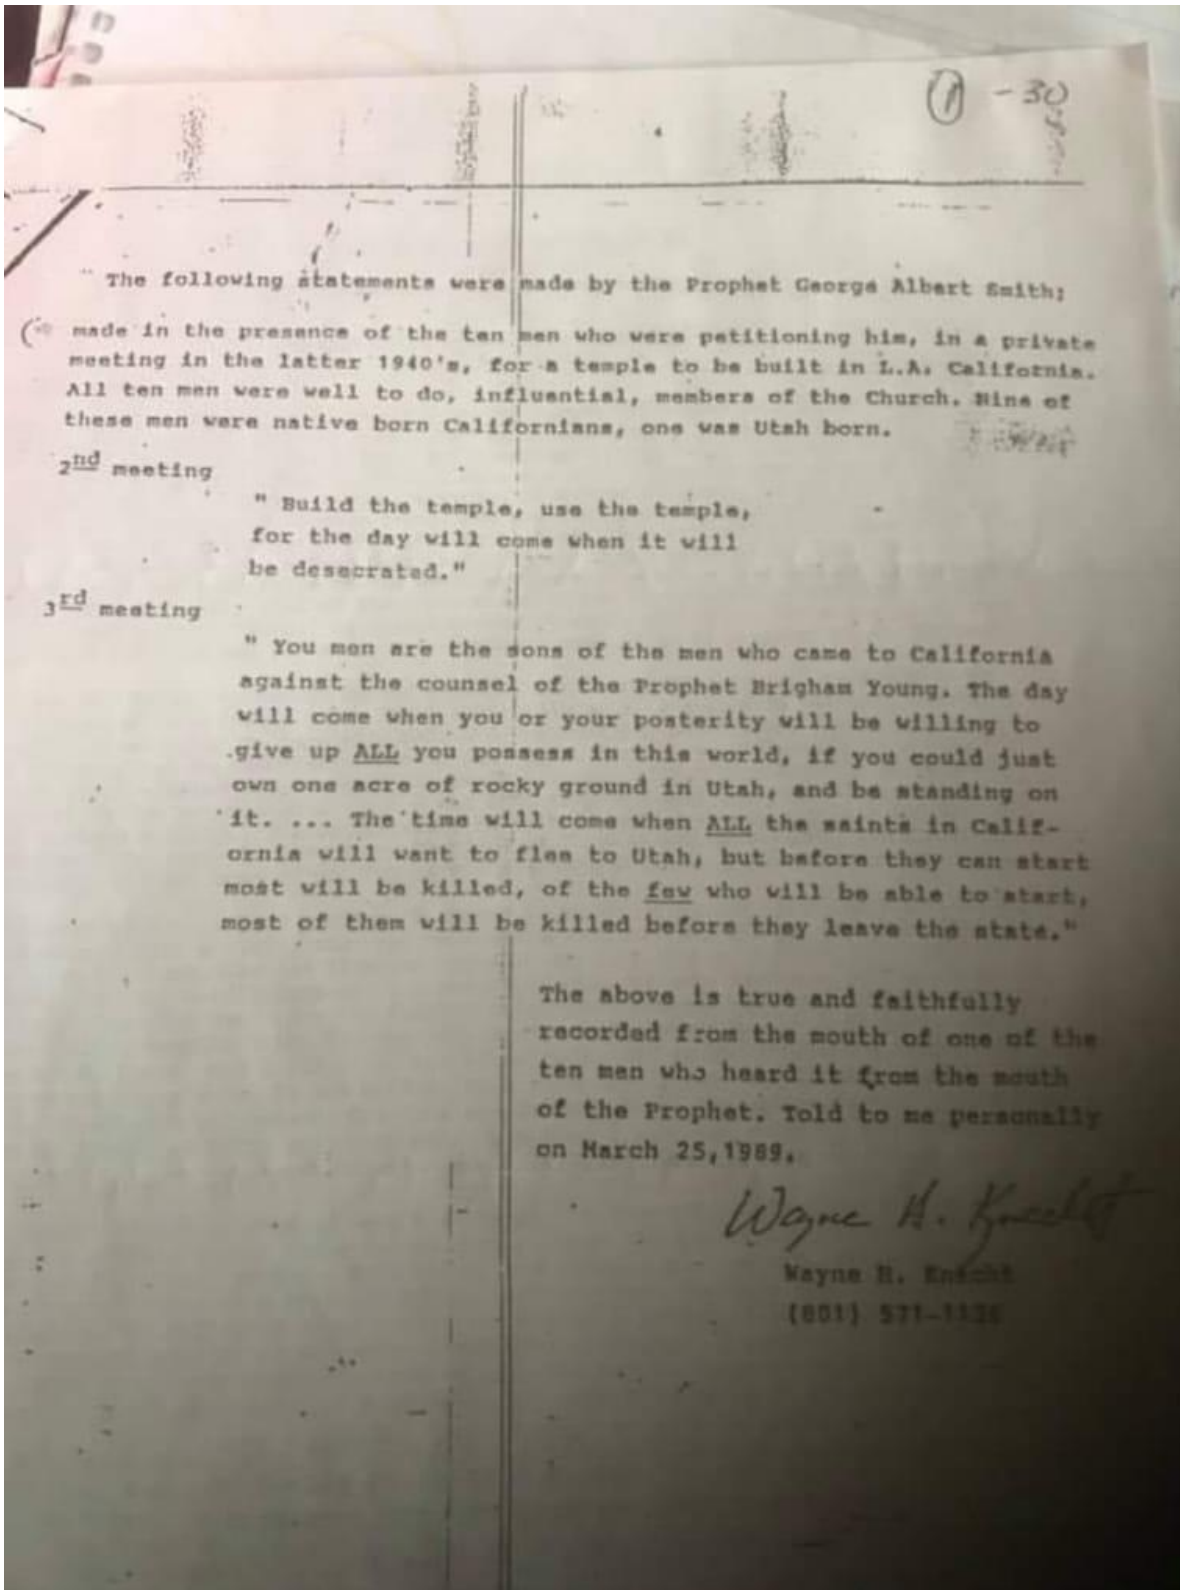 ① - 30
" The following statements were made by the Prophet George Albert Smith;
made in the presence of the ten men who were petitioning him, in a private
meeting in the latter 1940's, for a temple to be built in L.A. California.
All ten men were well to do, influential, members of the Church. Nine of
these men were native born Californians, one was Utah born.
2nd meeting
" Build the temple, use the temple,
for the day will come when it will
be desecrated."
3rd meeting
" You men are the sons of the men who came to California
against the counsel of the Prophet Brigham Young. The day
will come when you or your posterity will be willing to
give up ALL you possess in this world, if you could just
own one acre of rocky ground in Utah, and be standing on
it. ... The time will come when ALL the saints in Calif-
ornia will want to flee to Utah, but before they can start
most will be killed, of the few who will be able to start,
most of them will be killed before they leave the state."
The above is true and faithfully
recorded from the mouth of one of the
ten men who heard it from the mouth
of the Prophet. Told to me personally
on March 25,1989.
Wayne H. Knecht
Wayne H. Knecht
(801) 571-